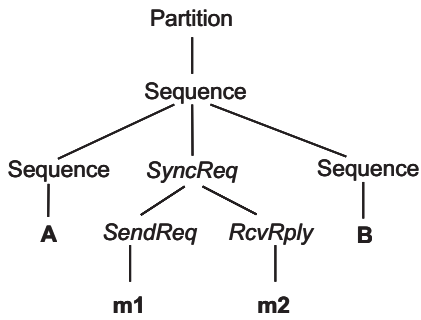 Partition
Sequence
Sequence SyncReq Sequence
A SendReq RcvRply B
m1 m2